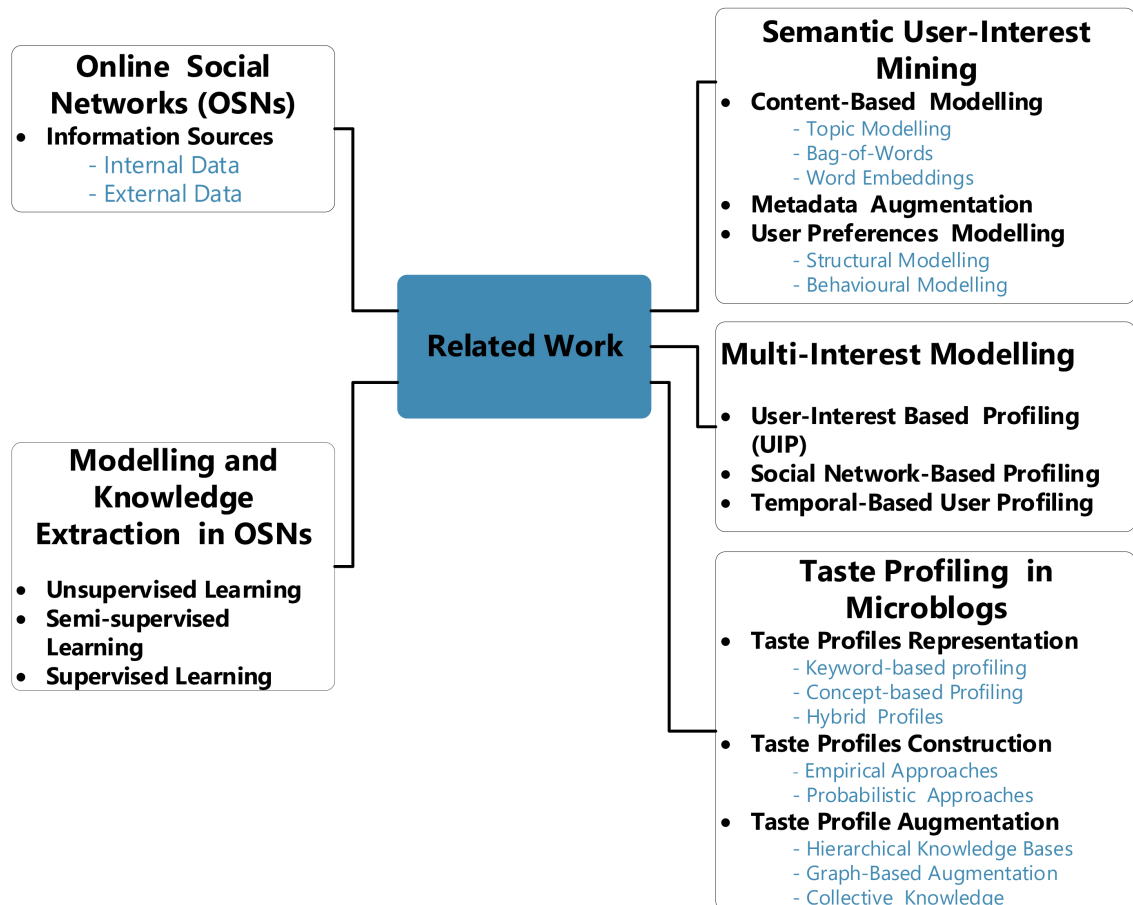 Online Social
Networks (OSNs)
• Information Sources
- Internal Data
- External Data
Modelling and
Knowledge
Extraction in OSNs
• Unsupervised Learning
• Semi-supervised
Learning
• Supervised Learning
Related Work
Semantic User-Interest
Mining
• Content-Based Modelling
- Topic Modelling
- Bag-of-Words
- Word Embeddings
• Metadata Augmentation
• User Preferences Modelling
- Structural Modelling
- Behavioural Modelling
Multi-Interest Modelling
• User-Interest Based Profiling
(UIP)
• Social Network-Based Profiling
• Temporal-Based User Profiling
Taste Profiling in
Microblogs
• Taste Profiles Representation
- Keyword-based profiling
- Concept-based Profiling
- Hybrid Profiles
• Taste Profiles Construction
- Empirical Approaches
- Probabilistic Approaches
• Taste Profile Augmentation
- Hierarchical Knowledge Bases
- Graph-Based Augmentation
- Collective Knowledge